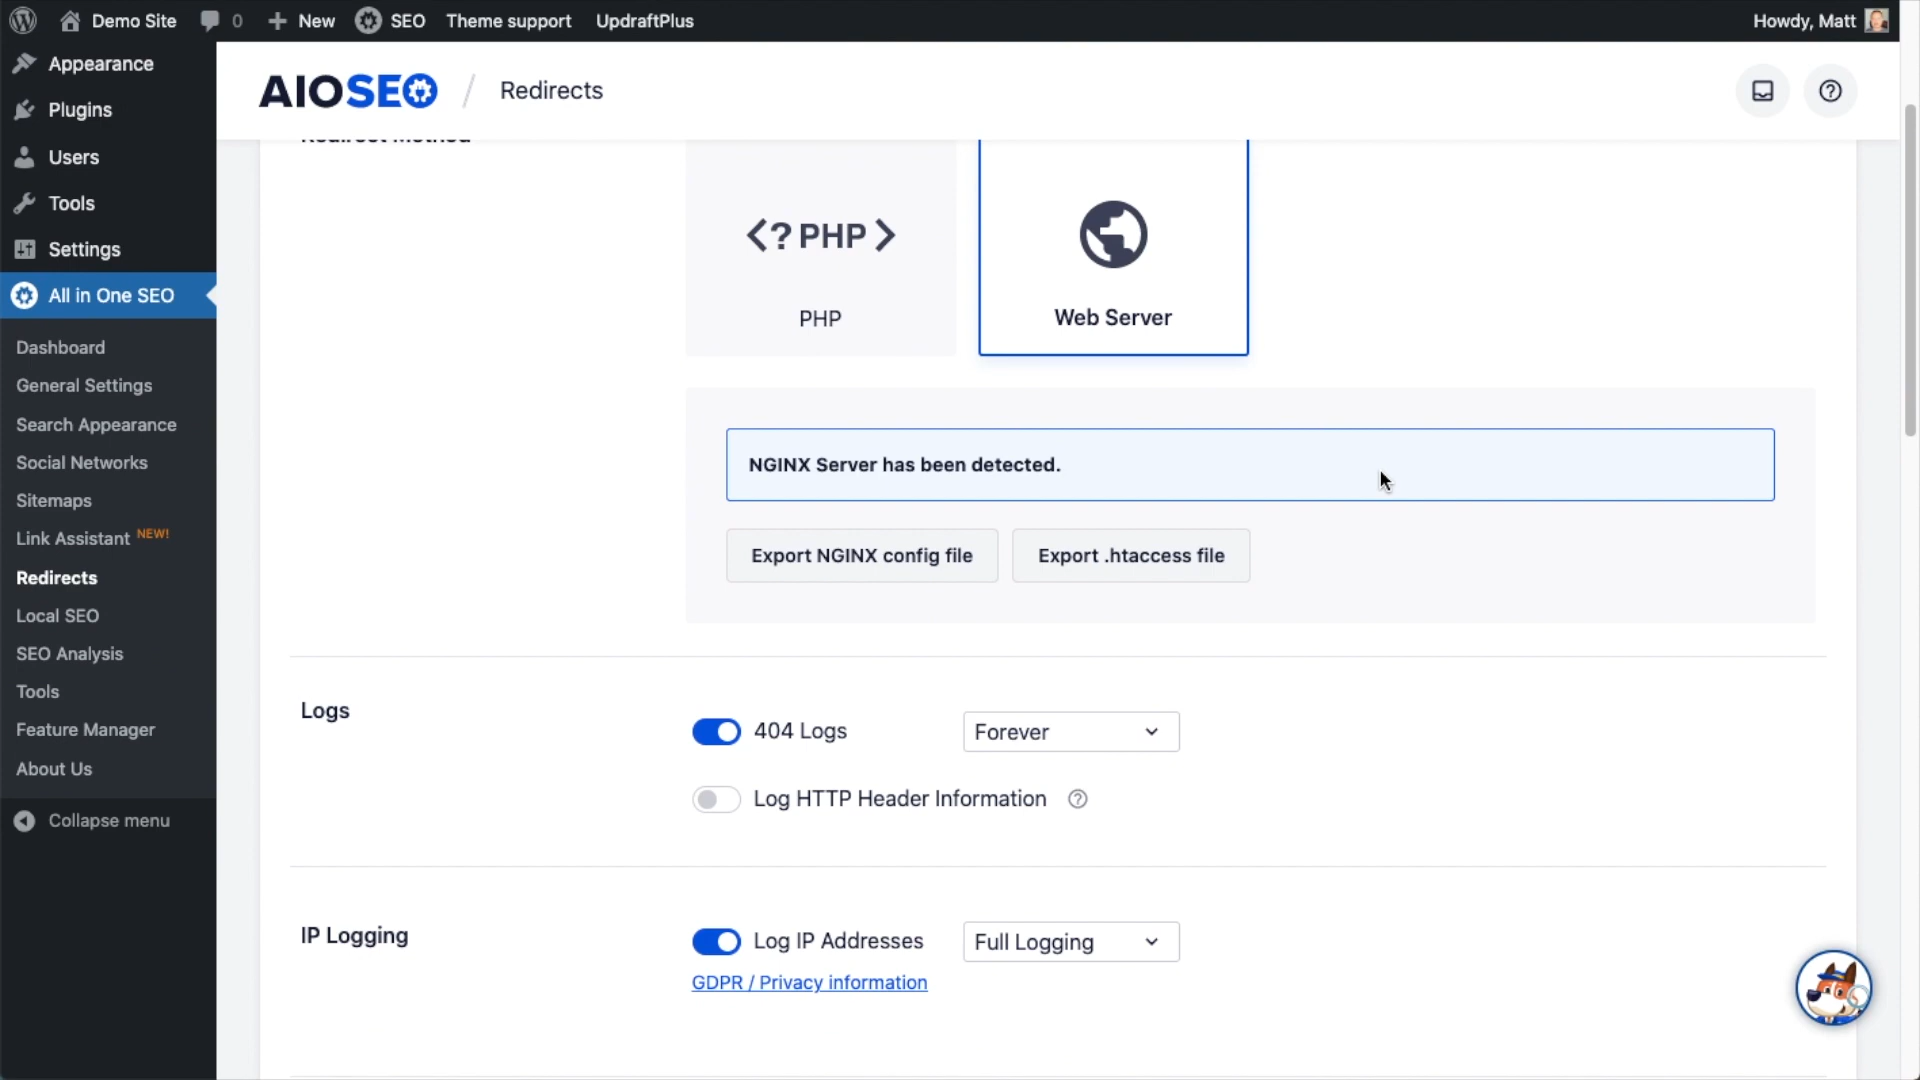 Demo Site 0 New SEO Theme support UpdraftPlus Howdy, Matt
Appearance
Plugins
Users
Tools
Settings
All in One SEO
Dashboard
General Settings
Search Appearance
Social Networks
Sitemaps
Link Assistant NEW!
Redirects
Local SEO
SEO Analysis
Tools
Feature Manager
About Us
Collapse menu
AIOSEO / Redirects
Redirect Method
<? PHP >
PHP
Web Server
NGINX Server has been detected.
Export NGINX config file Export .htaccess file
Logs
404 Logs Forever
Log HTTP Header Information
IP Logging
Log IP Addresses Full Logging
GDPR / Privacy information